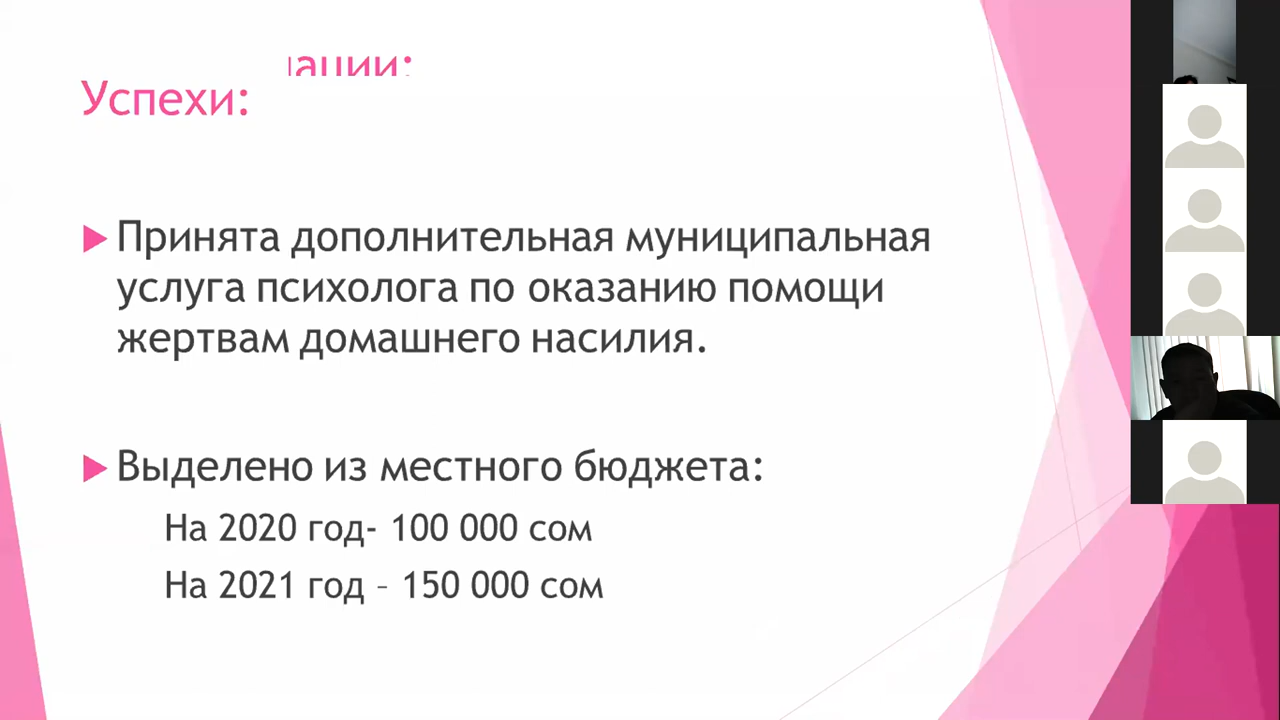 Успехи:
Принята дополнительная муниципальная
услуга психолога по оказанию помощи
жертвам домашнего насилия.
Выделено из местного бюджета:
На 2020 год- 100 000 сом
На 2021 год – 150 000 сом